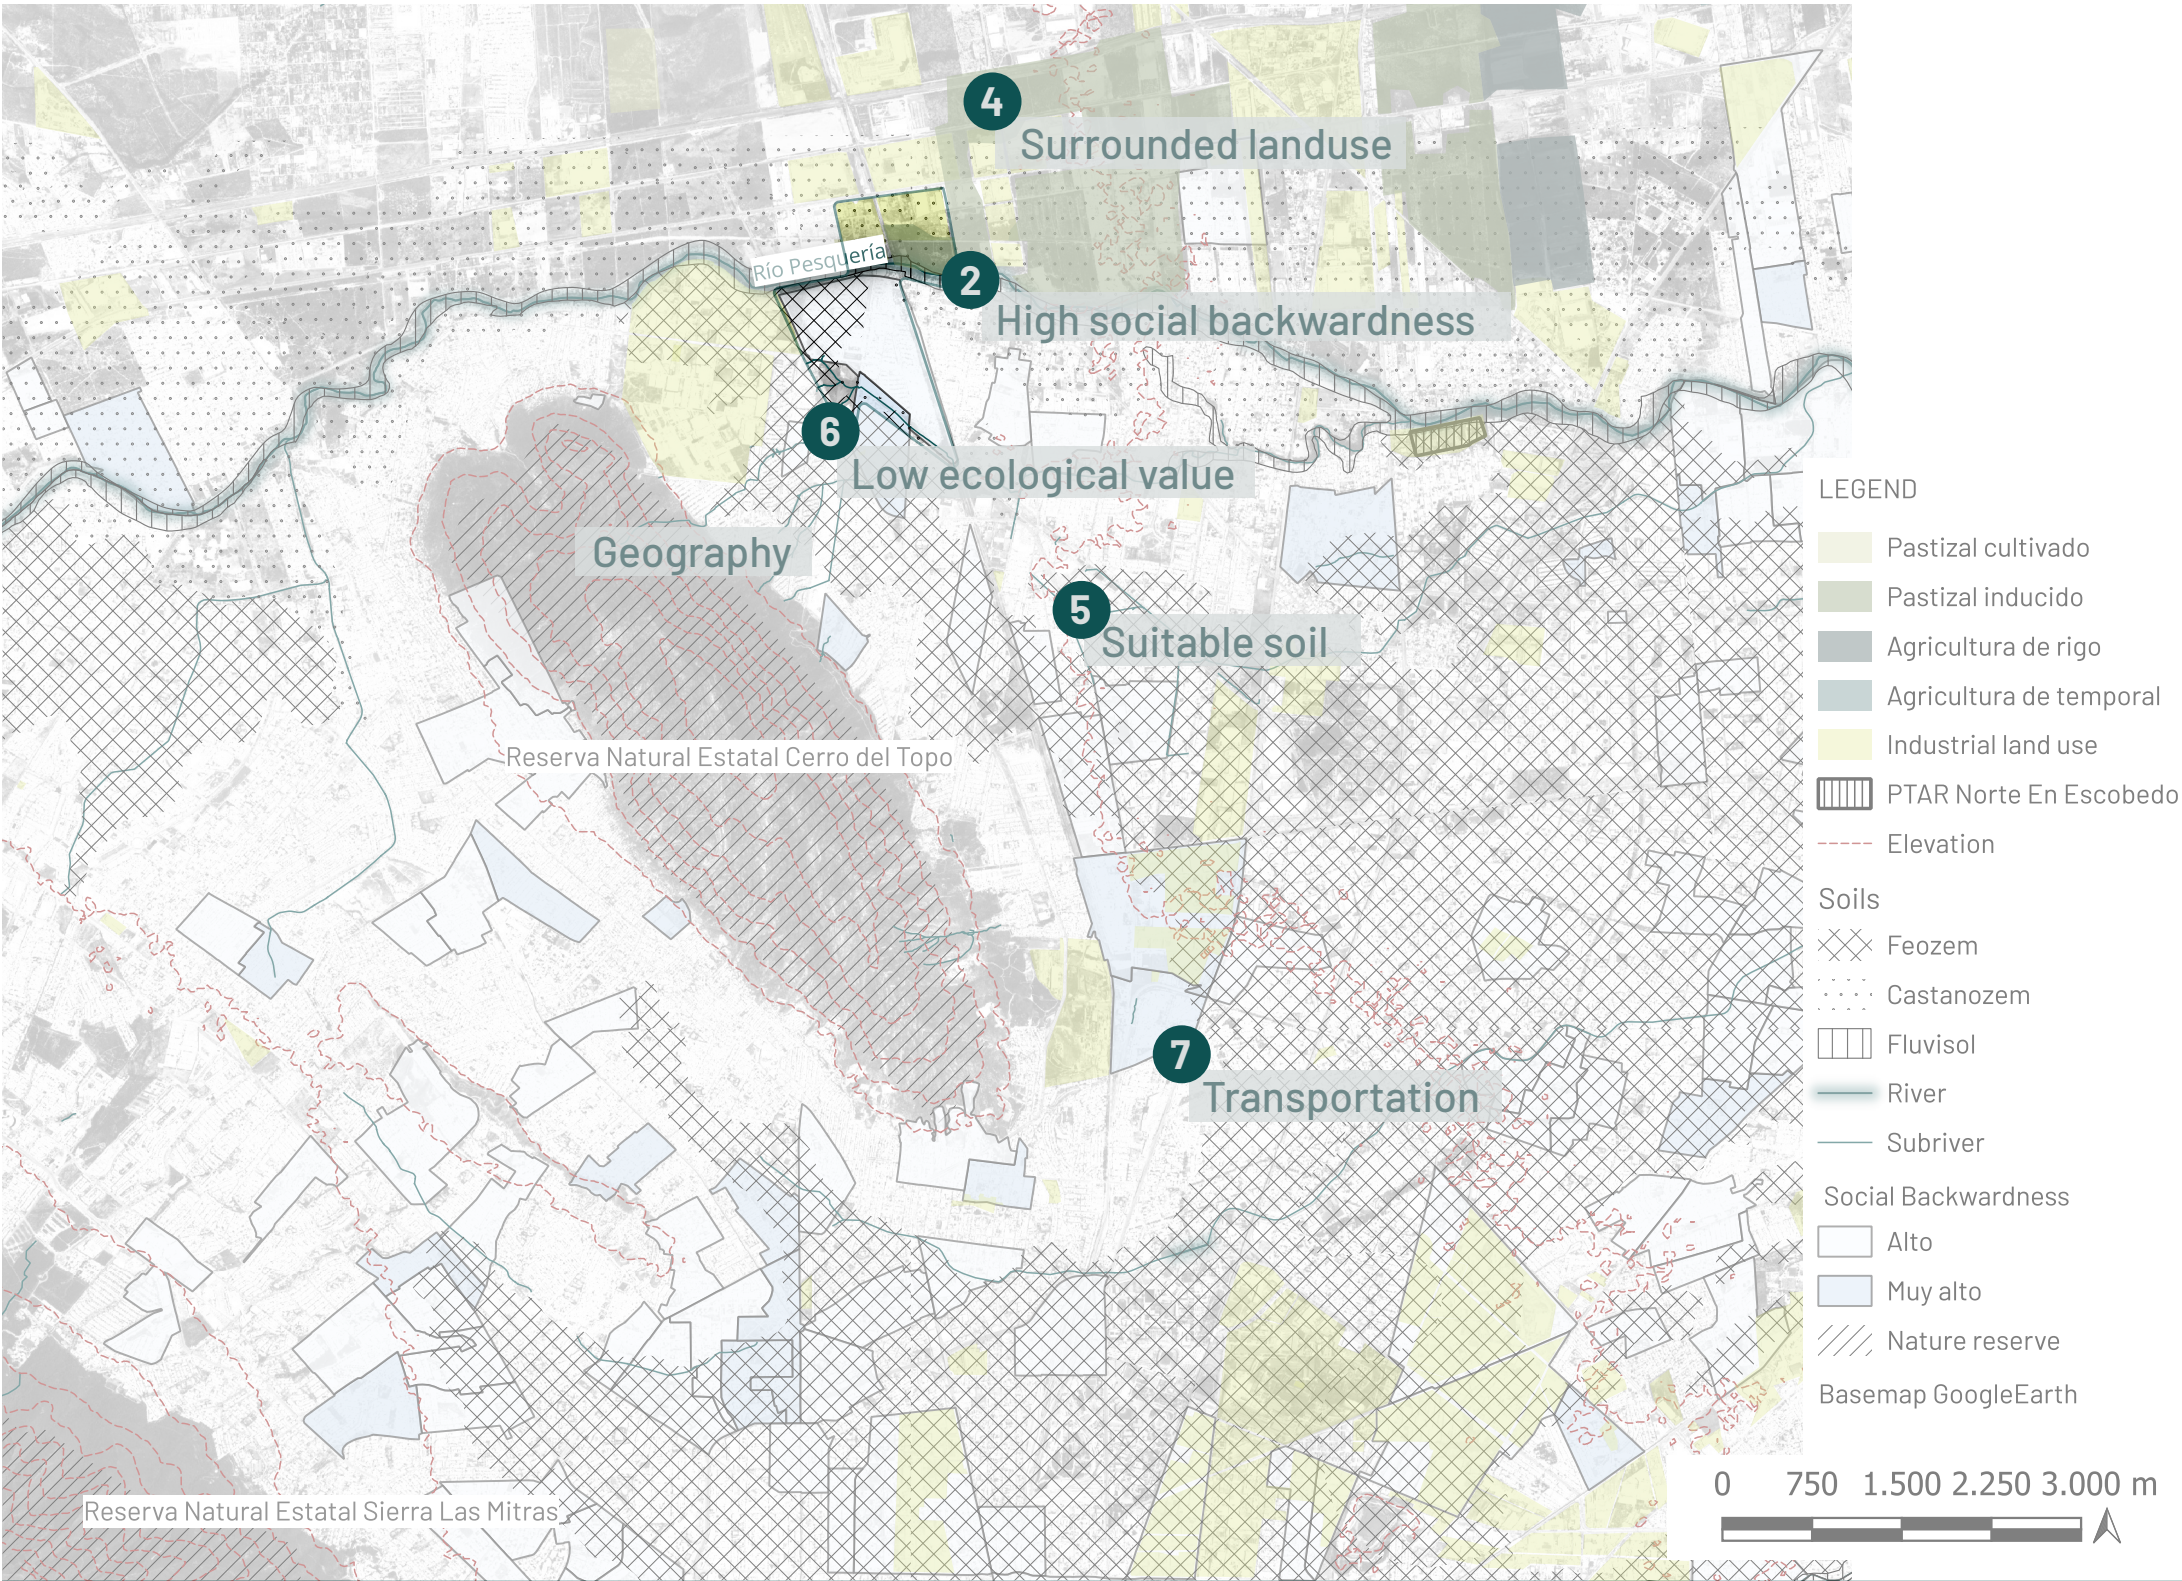 4
Surrounded landuse
Río Pesquería
2
High social backwardness
6
Low ecological value
Geography
5
Suitable soil
Reserva Natural Estatal Cerro del Topo
7
Transportation
Reserva Natural Estatal Sierra Las Mitras
LEGEND
Pastizal cultivado
Pastizal inducido
Agricultura de rigo
Agricultura de temporal
Industrial land use
PTAR Norte En Escobedo
Elevation
Soils
Feozem
Castanozem
Fluvisol
River
Subriver
Social Backwardness
Alto
Muy alto
Nature reserve
Basemap GoogleEarth
0 750 1.500 2.250 3.000 m